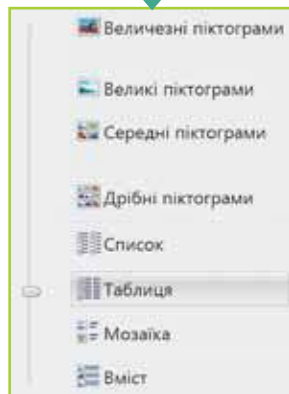 Величезні піктограми
Великі піктограми
Середні піктограми
Дрібні піктограми
Список
Таблиця
Мозаїка
Вміст